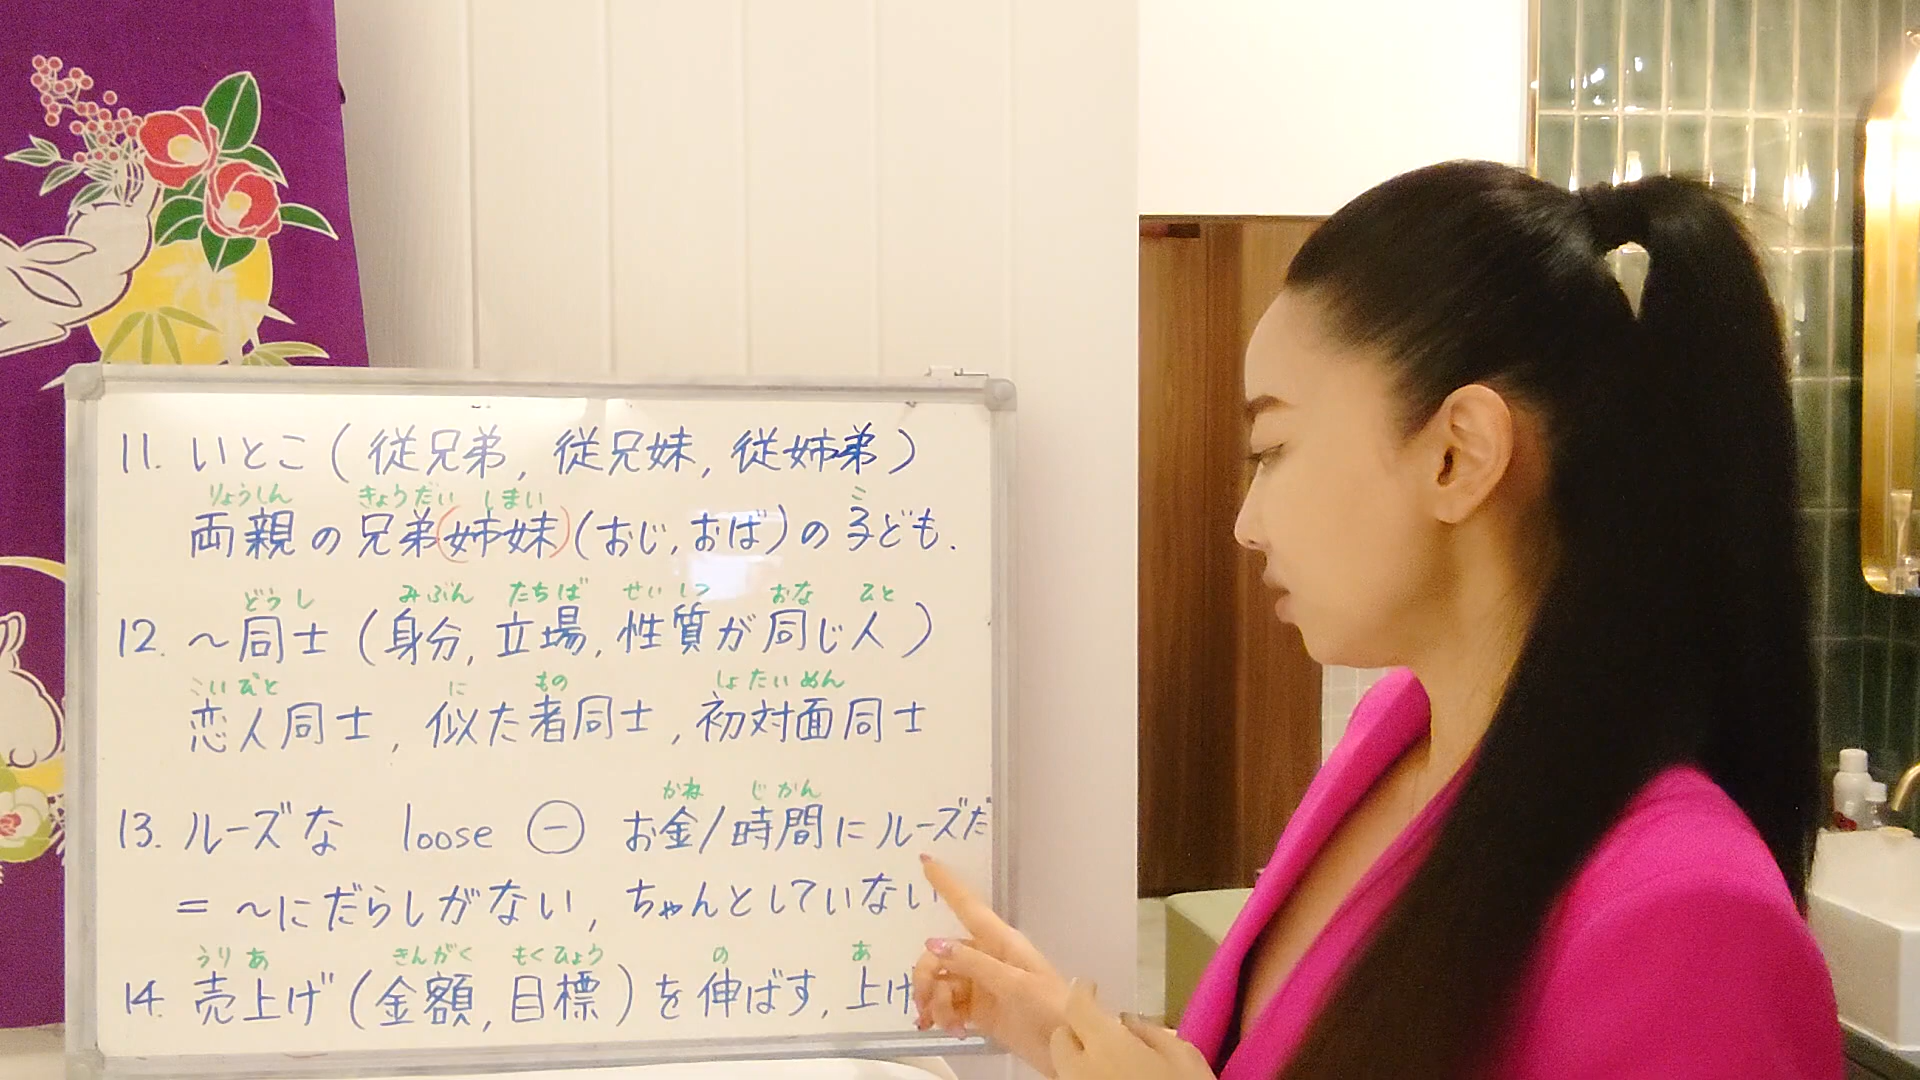 11. いとこ (従兄弟, 従兄妹, 従姉弟)
りょうしん きょうだい しまい こ
両親の兄弟(姉妹)(おじ,おば)の子ども.
どうし みぶん たちば せいしつ おな ひと
12. ～同士 (身分, 立場, 性質が同じ人)
こいびと に もの しょたいめん
恋人同士, 似た者同士, 初対面同士
かね じかん
13. ルーズな loose ㊀ お金/時間にルーズだ
= ～にだらしがない, ちゃんとしていない
うりあ きんがく もくひょう の あ
14. 売上げ (金額, 目標) を伸ばす, 上げ